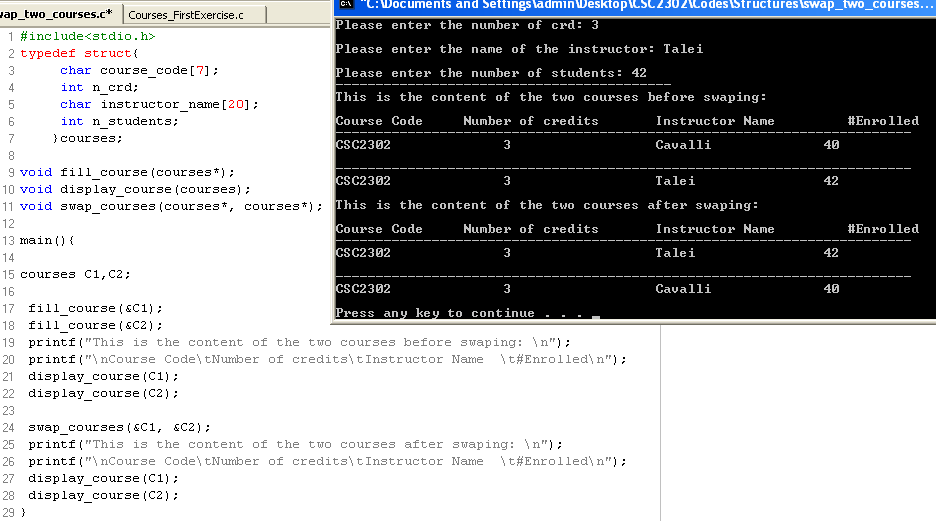 wap_two_courses.c* Courses_FirstExercise.c
1 #include<stdio.h>
2 typedef struct{
3 char course_code[7];
4 int n_crd;
5 char instructor_name[20];
6 int n_students;
7 }courses;
8
9 void fill_course(courses*);
10 void display_course(courses);
11 void swap_courses(courses*, courses*);
12
13 main(){
14
15 courses C1,C2;
16
17 fill_course(&C1);
18 fill_course(&C2);
19 printf("This is the content of the two courses before swaping: \n");
20 printf("\nCourse Code\tNumber of credits\tInstructor Name  \t#Enrolled\n");
21 display_course(C1);
22 display_course(C2);
23
24 swap_courses(&C1, &C2);
25 printf("This is the content of the two courses after swaping: \n");
26 printf("\nCourse Code\tNumber of credits\tInstructor Name  \t#Enrolled\n");
27 display_course(C1);
28 display_course(C2);
29 }
"C:\Documents and Settings\admin\Desktop\CSC2302\Codes\Structures\swap_two_courses...
Please enter the number of crd: 3
Please enter the name of the instructor: Talei
Please enter the number of students: 42
This is the content of the two courses before swaping:
Course Code Number of credits Instructor Name #Enrolled
CSC2302 3 Cavalli 40
CSC2302 3 Talei 42
This is the content of the two courses after swaping:
Course Code Number of credits Instructor Name #Enrolled
CSC2302 3 Talei 42
CSC2302 3 Cavalli 40
Press any key to continue . . .